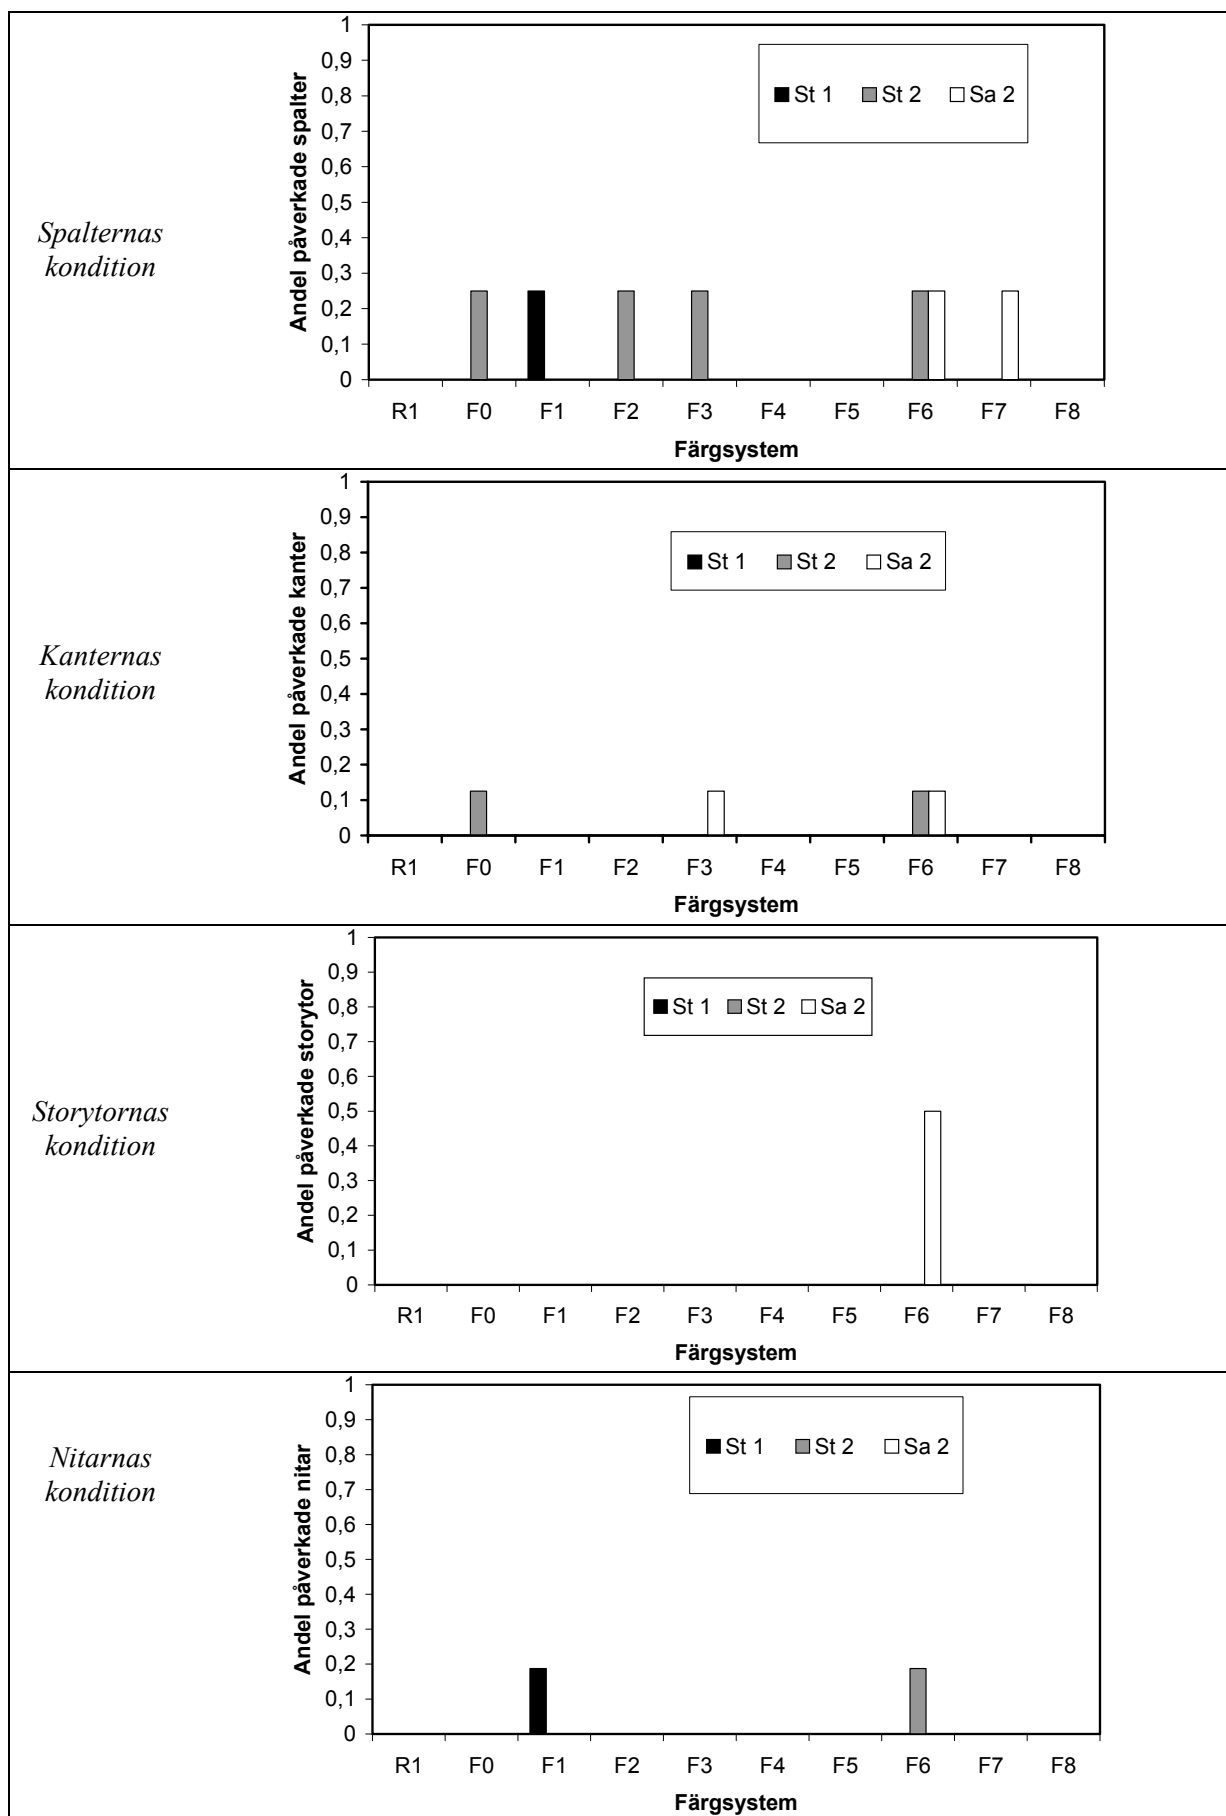 Spalternas
kondition
Andel påverkade spalter
1
0,9
0,8
0,7
0,6
0,5
0,4
0,3
0,2
0,1
0
St 1 St 2 Sa 2
R1 F0 F1 F2 F3 F4 F5 F6 F7 F8
Färgsystem
Kanternas
kondition
Andel påverkade kanter
1
0,9
0,8
0,7
0,6
0,5
0,4
0,3
0,2
0,1
0
St 1 St 2 Sa 2
R1 F0 F1 F2 F3 F4 F5 F6 F7 F8
Färgsystem
Storytornas
kondition
Andel påverkade storytor
1
0,9
0,8
0,7
0,6
0,5
0,4
0,3
0,2
0,1
0
St 1 St 2 Sa 2
R1 F0 F1 F2 F3 F4 F5 F6 F7 F8
Färgsystem
Nitarnas
kondition
Andel påverkade nitar
1
0,9
0,8
0,7
0,6
0,5
0,4
0,3
0,2
0,1
0
St 1 St 2 Sa 2
R1 F0 F1 F2 F3 F4 F5 F6 F7 F8
Färgsystem